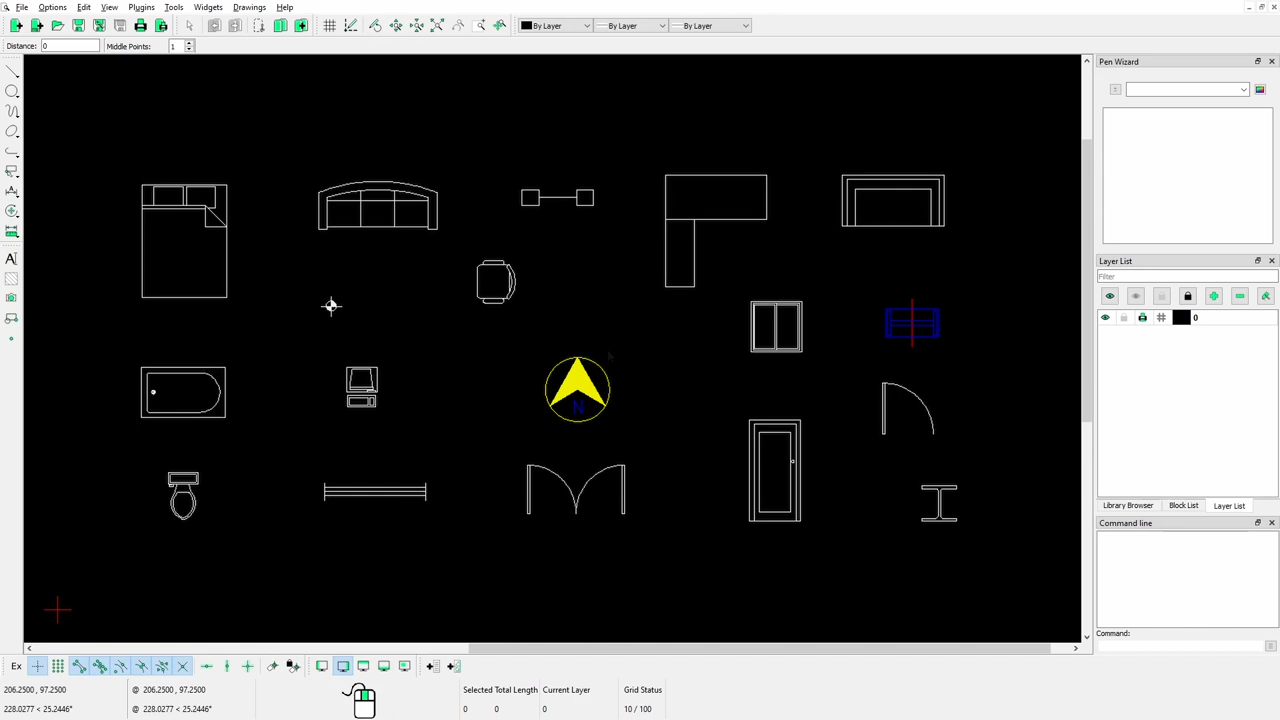 File Options Edit View Plugins Tools Widgets Drawings Help
By Layer By Layer By Layer
Distance: 0 Middle Points: 1
Pen Wizard
Layer List
Filter
0
N
Library Browser Block List Layer List
Command line
Command:
Ex
206.2500 , 97.2500 @ 206.2500 , 97.2500 Selected Total Length Current Layer Grid Status
228.0277 < 25.2446° @ 228.0277 < 25.2446° 0 0 0 10 / 100